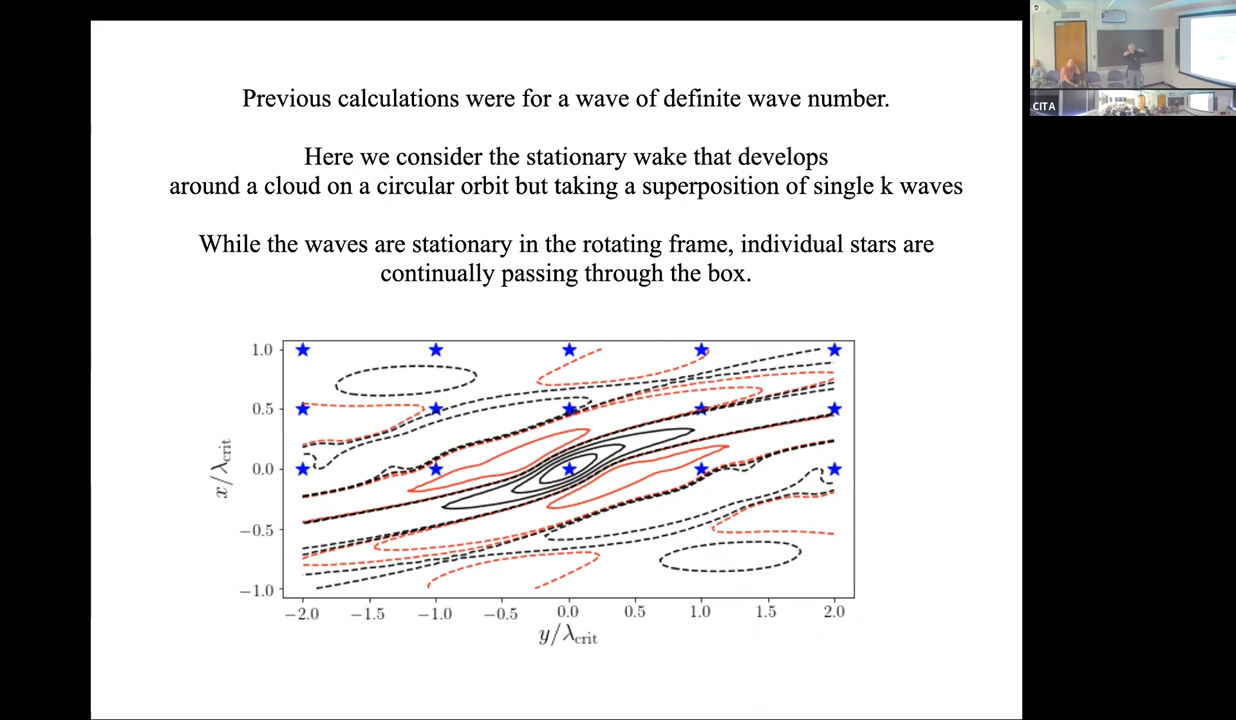 Previous calculations were for a wave of definite wave number.
Here we consider the stationary wake that develops
around a cloud on a circular orbit but taking a superposition of single k waves
While the waves are stationary in the rotating frame, individual stars are
continually passing through the box.
1.0
0.5
0.0
−0.5
−1.0
x/λcrit
−2.0 −1.5 −1.0 −0.5 0.0 0.5 1.0 1.5 2.0
y/λcrit
CITA